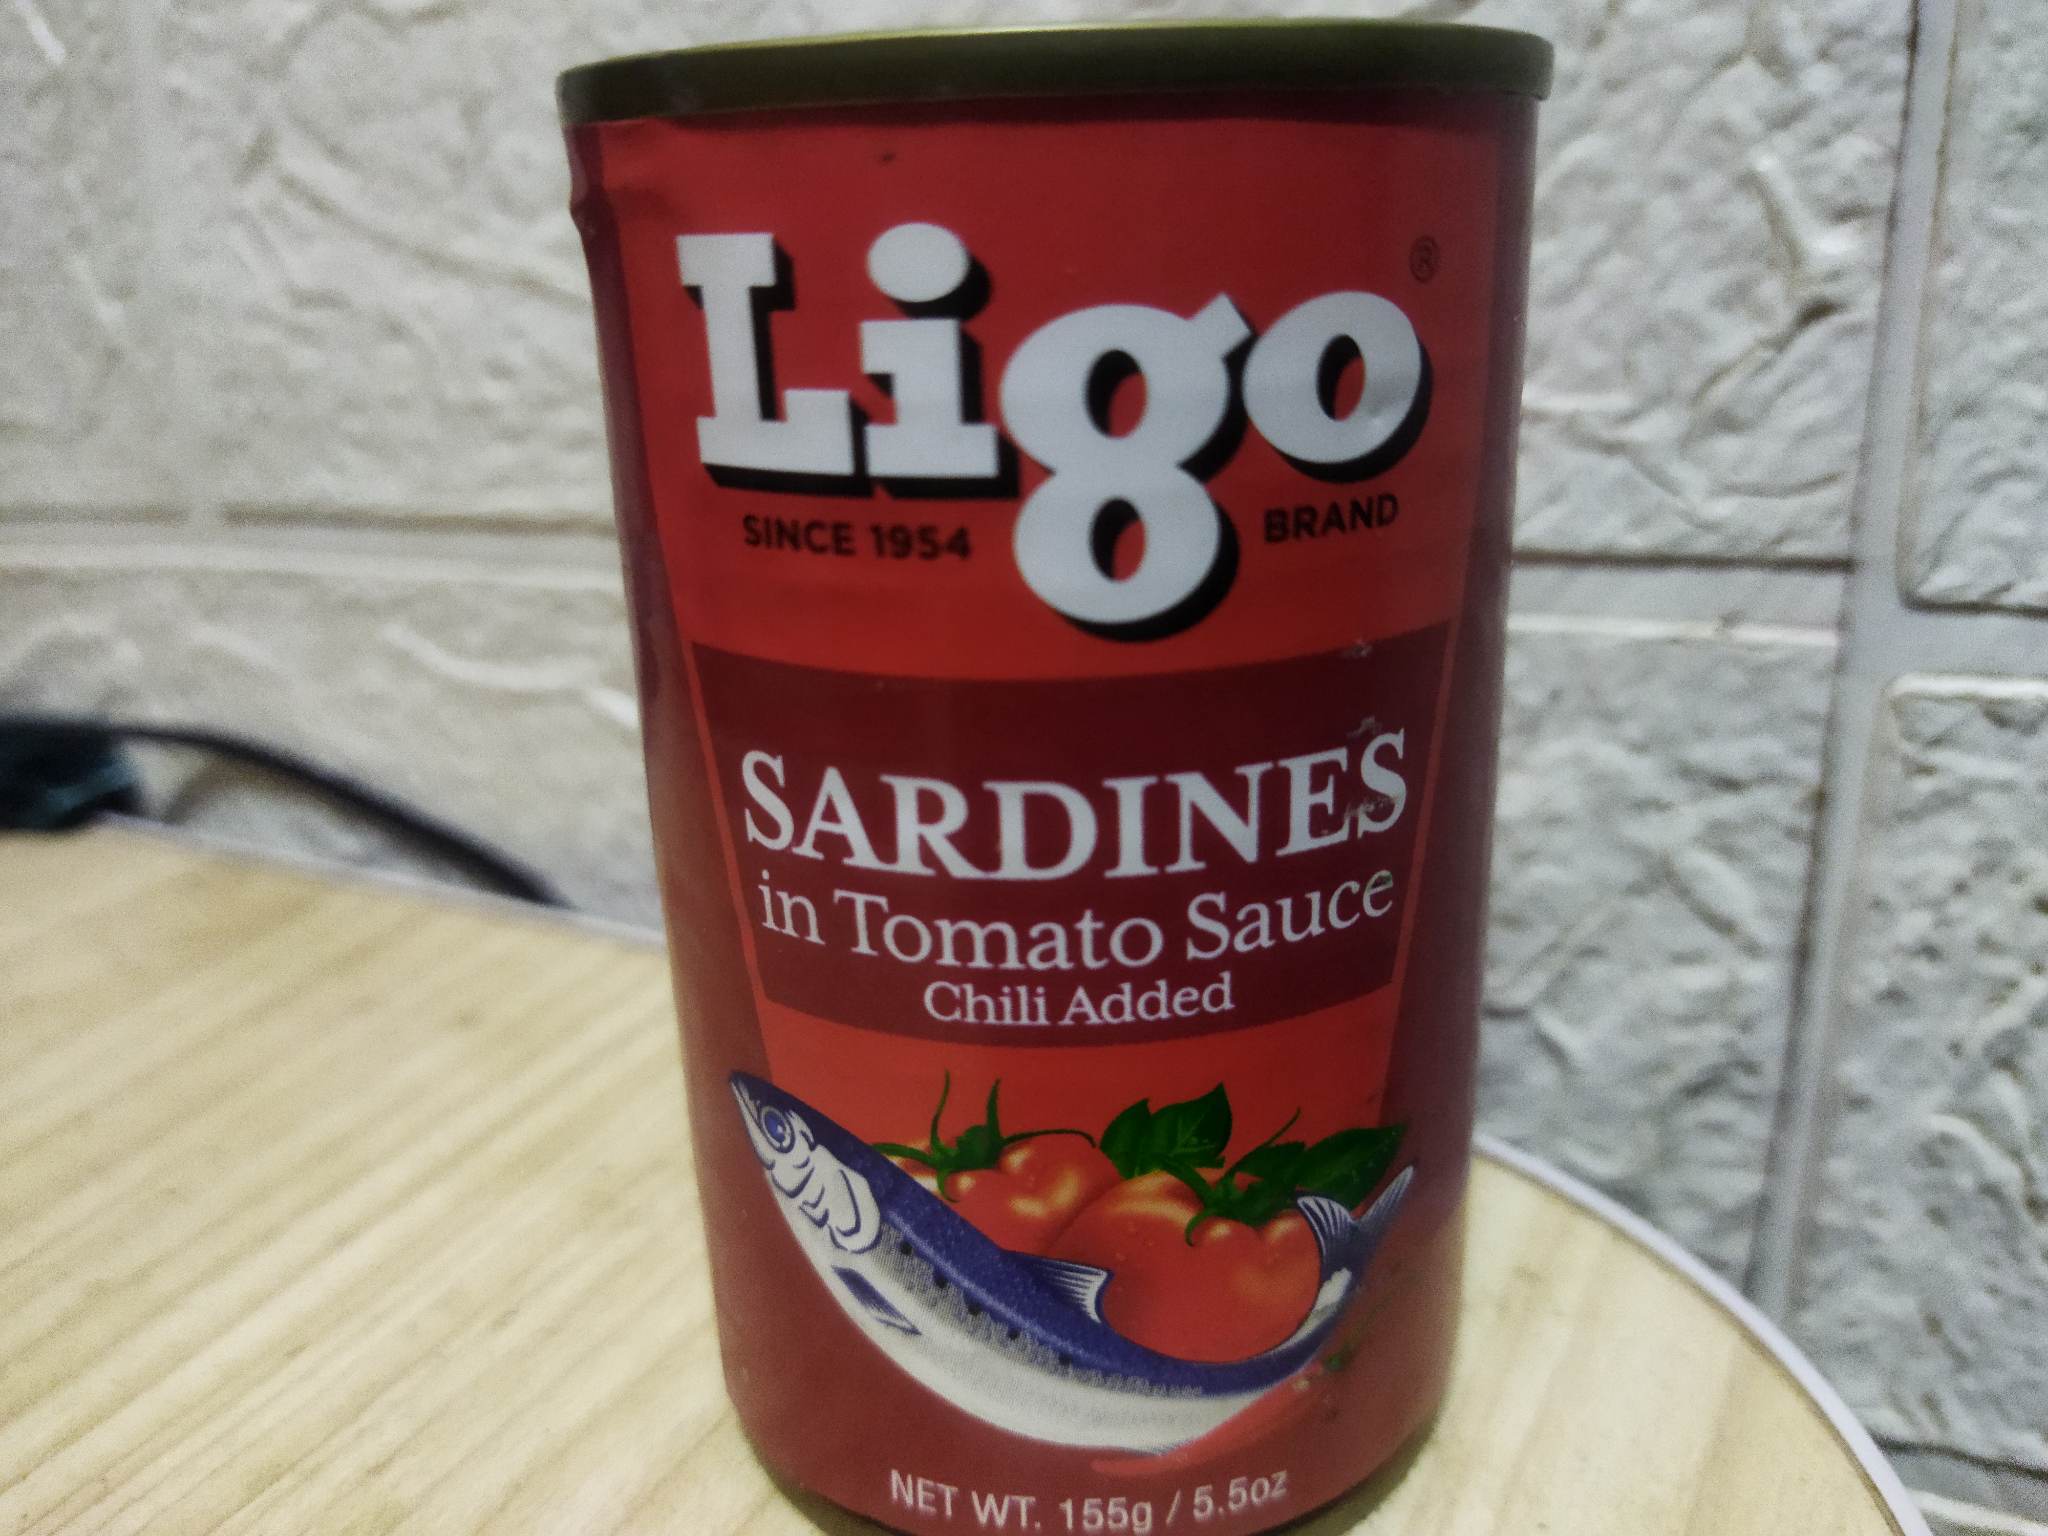 Ligo ®
SINCE 1954 BRAND
SARDINES
in Tomato Sauce
Chili Added
NET WT. 155g / 5.5oz